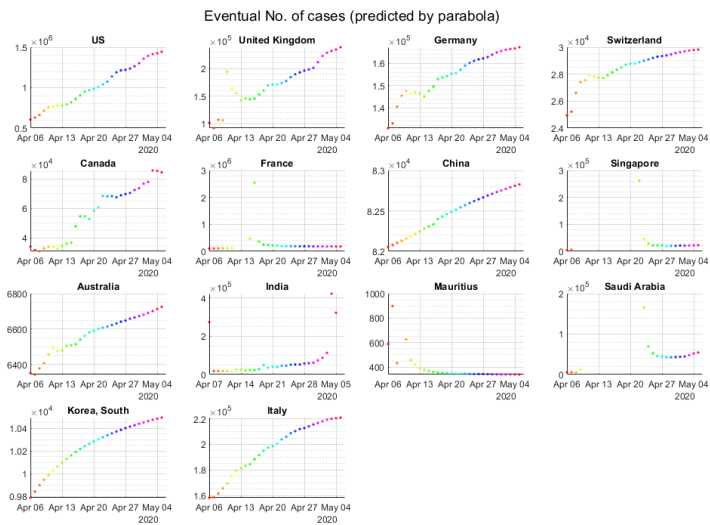 Eventual No. of cases (predicted by parabola)
US
×10^6
1.5
1
0.5
Apr 06 Apr 13 Apr 20 Apr 27 May 04
2020
United Kingdom
×10^5
2
1.5
1
Apr 06 Apr 13 Apr 20 Apr 27 May 04
2020
Germany
×10^5
1.6
1.5
1.4
Apr 06 Apr 13 Apr 20 Apr 27 May 04
2020
Switzerland
×10^4
3
2.8
2.6
2.4
Apr 06 Apr 13 Apr 20 Apr 27 May 04
2020
Canada
×10^4
8
6
4
Apr 06 Apr 13 Apr 20 Apr 27 May 04
2020
France
×10^6
3
2
1
0
Apr 06 Apr 13 Apr 20 Apr 27 May 04
2020
China
×10^4
8.3
8.25
8.2
Apr 06 Apr 13 Apr 20 Apr 27 May 04
2020
Singapore
×10^5
3
2
1
0
Apr 06 Apr 13 Apr 20 Apr 27 May 04
2020
Australia
6800
6600
6400
Apr 06 Apr 13 Apr 20 Apr 27 May 04
2020
India
×10^5
4
2
0
Apr 07 Apr 14 Apr 21 Apr 28 May 05
2020
Mauritius
1000
800
600
400
Apr 06 Apr 13 Apr 20 Apr 27 May 04
2020
Saudi Arabia
×10^5
2
1
0
Apr 06 Apr 13 Apr 20 Apr 27 May 04
2020
Korea, South
×10^4
1.04
1.02
1
0.98
Apr 06 Apr 13 Apr 20 Apr 27 May 04
2020
Italy
×10^5
2.2
2
1.8
1.6
Apr 06 Apr 13 Apr 20 Apr 27 May 04
2020